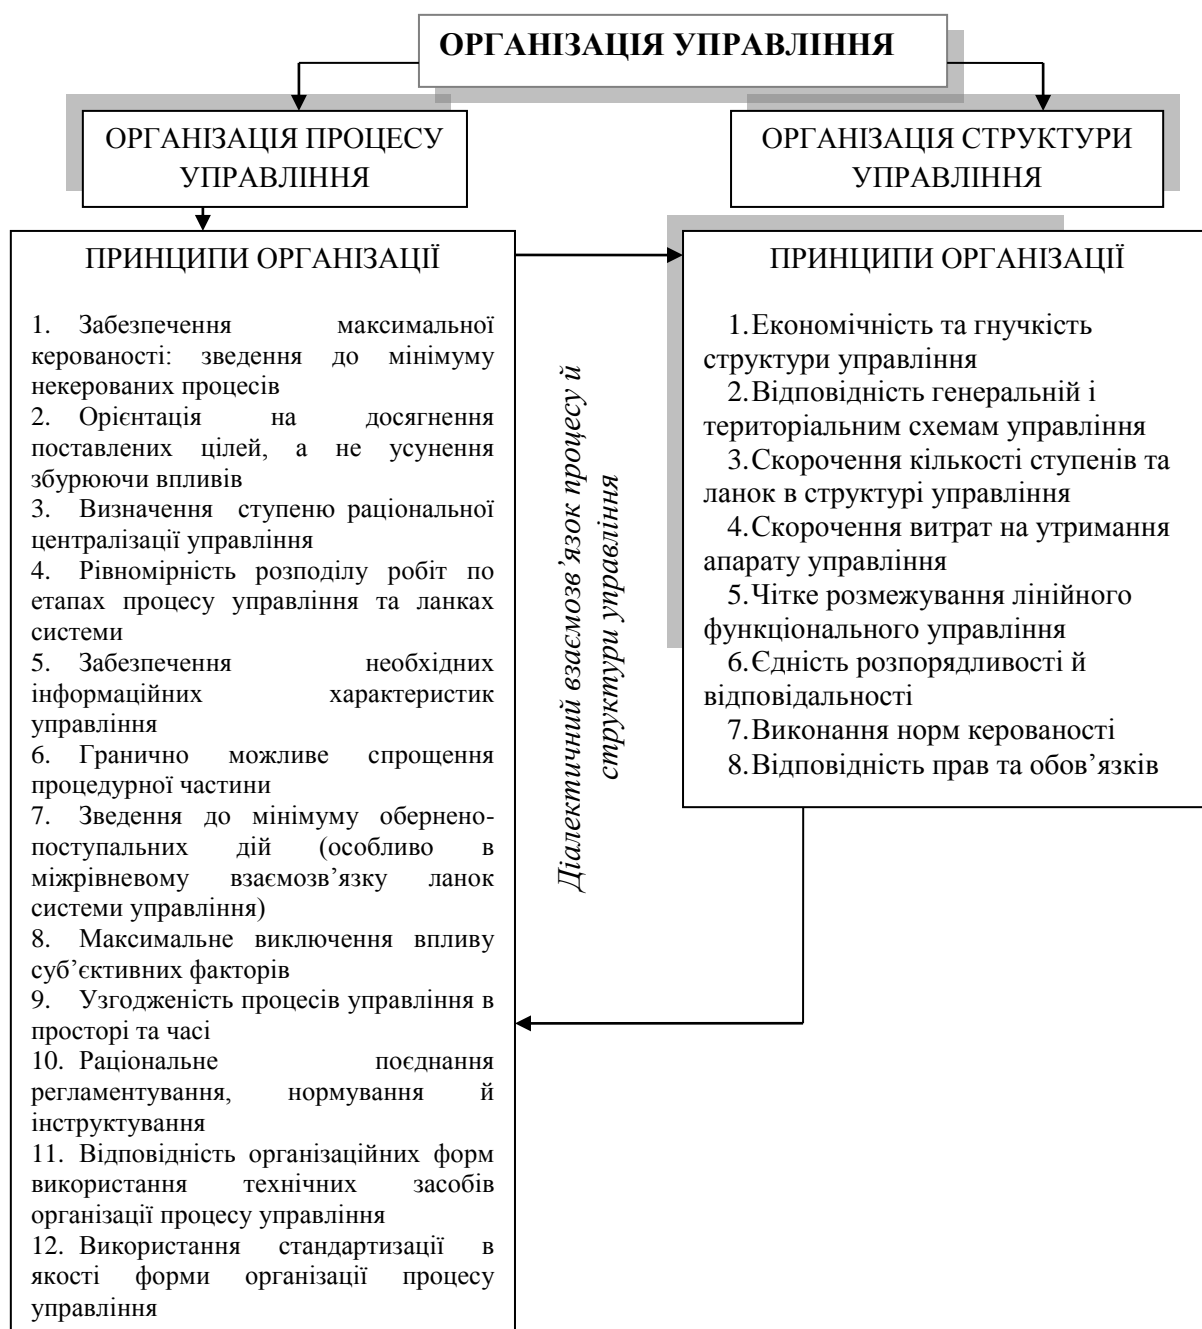 ОРГАНІЗАЦІЯ УПРАВЛІННЯ
ОРГАНІЗАЦІЯ ПРОЦЕСУ
УПРАВЛІННЯ
ОРГАНІЗАЦІЯ СТРУКТУРИ
УПРАВЛІННЯ
ПРИНЦИПИ ОРГАНІЗАЦІЇ
1. Забезпечення максимальної
керованості: зведення до мінімуму
некерованих процесів
2. Орієнтація на досягнення
поставлених цілей, а не усунення
збурюючи впливів
3. Визначення ступеню раціональної
централізації управління
4. Рівномірність розподілу робіт по
етапах процесу управління та ланках
системи
5. Забезпечення необхідних
інформаційних характеристик
управління
6. Гранично можливе спрощення
процедурної частини
7. Зведення до мінімуму обернено-
поступальних дій (особливо в
міжрівневому взаємозв’язку ланок
системи управління)
8. Максимальне виключення впливу
суб’єктивних факторів
9. Узгодженість процесів управління в
просторі та часі
10. Раціональне поєднання
регламентування, нормування й
інструктування
11. Відповідність організаційних форм
використання технічних засобів
організації процесу управління
12. Використання стандартизації в
якості форми організації процесу
управління
Діалектичний взаємозв’язок процесу й
структури управління
ПРИНЦИПИ ОРГАНІЗАЦІЇ
1. Економічність та гнучкість
структури управління
2. Відповідність генеральній і
територіальним схемам управління
3. Скорочення кількості ступенів та
ланок в структурі управління
4. Скорочення витрат на утримання
апарату управління
5. Чітке розмежування лінійного
функціонального управління
6. Єдність розпорядливості й
відповідальності
7. Виконання норм керованості
8. Відповідність прав та обов’язків